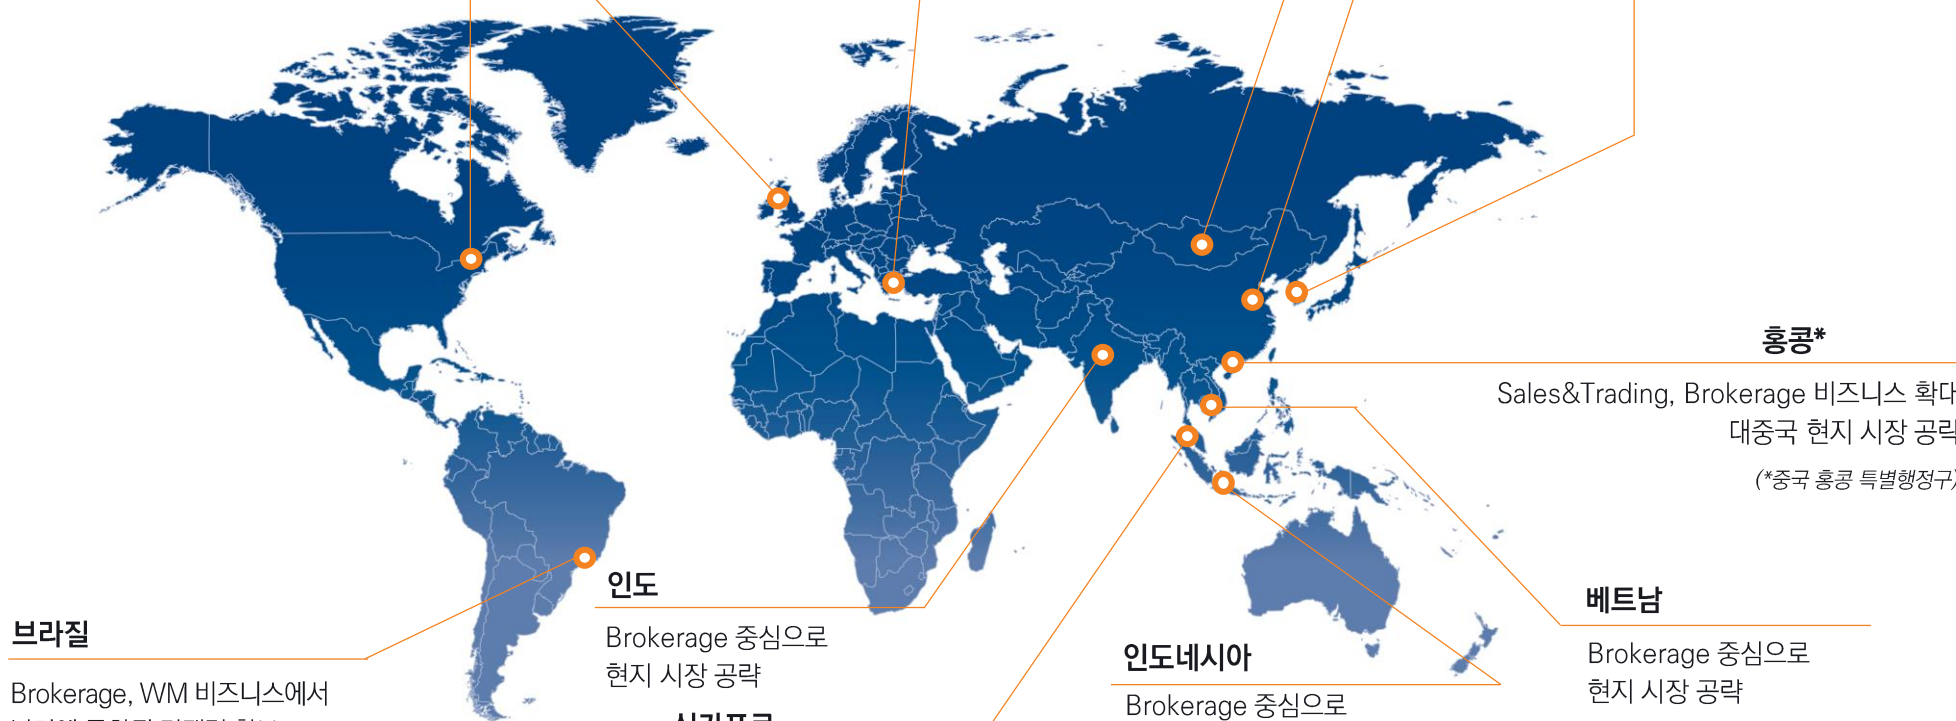 홍콩*
Sales&Trading, Brokerage 비즈니스 확대
대중국 현지 시장 공략
(*중국 홍콩 특별행정구)
인도
Brokerage 중심으로
현지 시장 공략
베트남
Brokerage 중심으로
현지 시장 공략
브라질
Brokerage, WM 비즈니스에서
인도네시아
Brokerage 중심으로
싱가포르